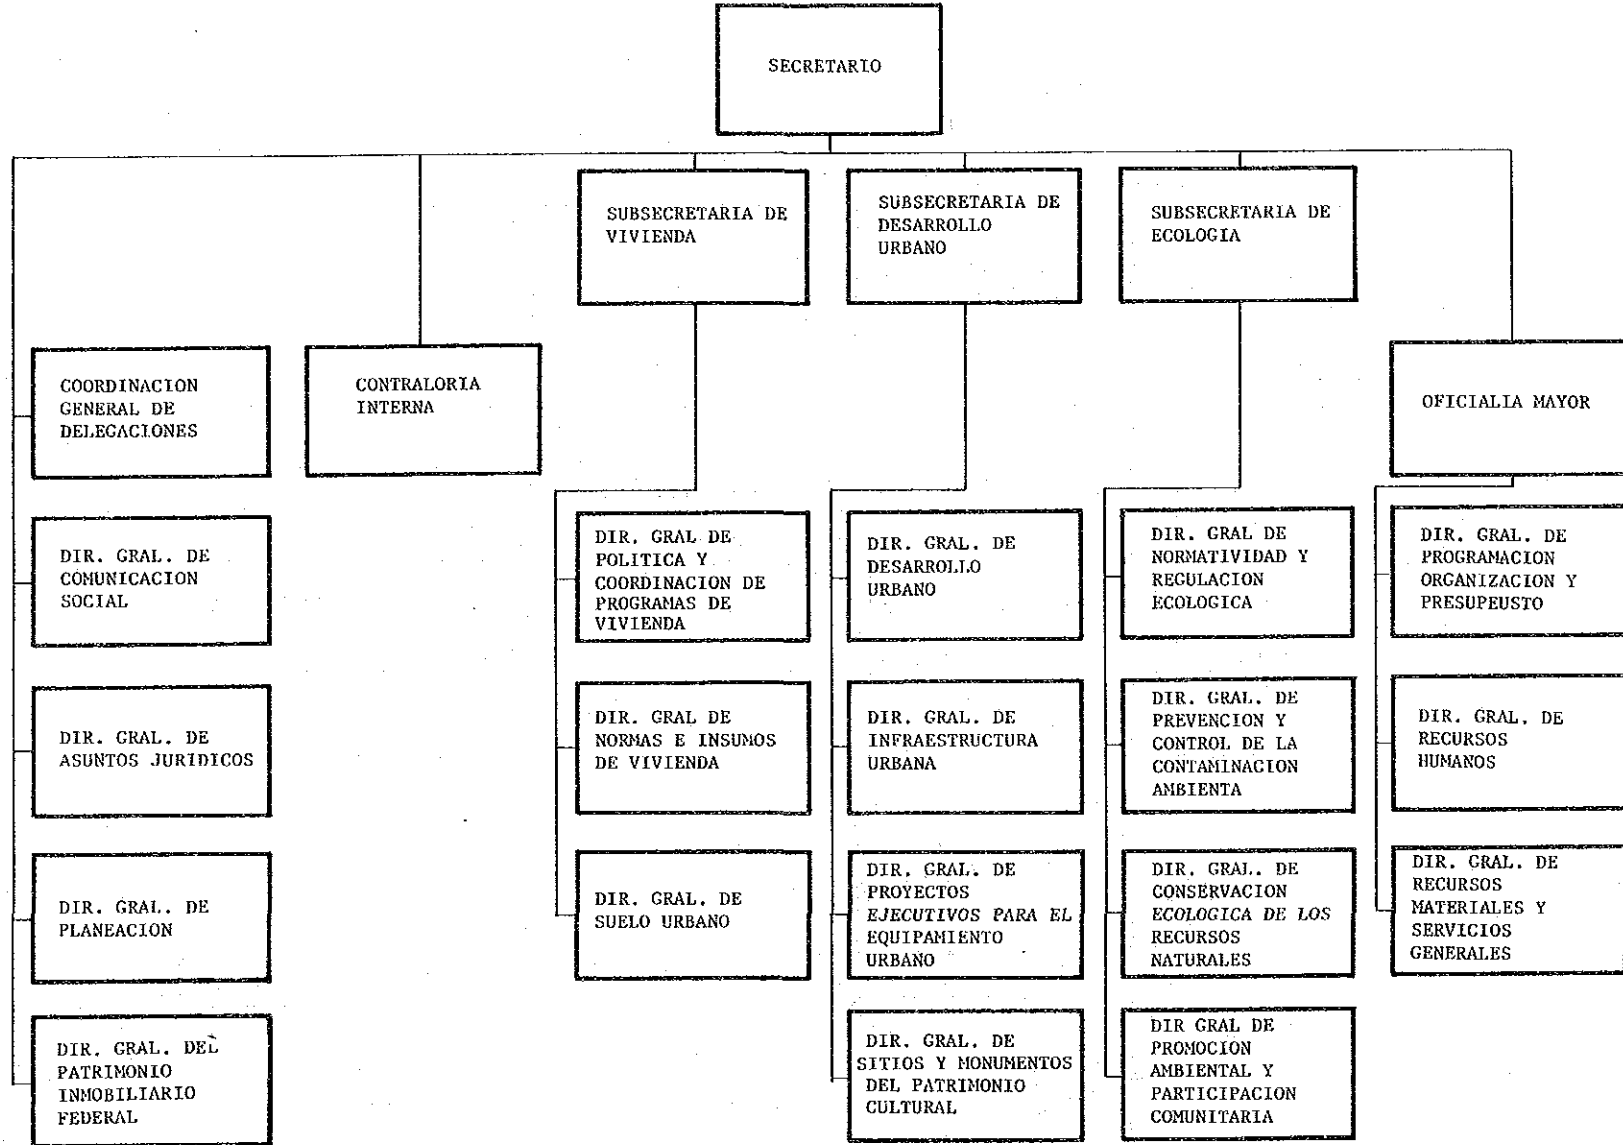 SECRETARIO
SUBSECRETARIA DE
VIVIENDA
SUBSECRETARIA DE
DESARROLLO
URBANO
SUBSECRETARIA DE
ECOLOGIA
COORDINACION
GENERAL DE
DELEGACIONES
CONTRALORIA
INTERNA
OFICIALIA MAYOR
DIR. GRAL. DE
COMUNICACION
SOCIAL
DIR. GRAL DE
POLITICA Y
COORDINACION DE
PROGRAMAS DE
VIVIENDA
DIR. GRAL. DE
DESARROLLO
URBANO
DIR. GRAL DE
NORMATIVIDAD Y
REGULACION
ECOLOGICA
DIR. GRAL. DE
PROGRAMACION
ORGANIZACION Y
PRESUPEUSTO
DIR. GRAL. DE
ASUNTOS JURIDICOS
DIR. GRAL DE
NORMAS E INSUMOS
DE VIVIENDA
DIR. GRAL. DE
INFRAESTRUCTURA
URBANA
DIR. GRAL. DE
PREVENCION Y
CONTROL DE LA
CONTAMINACION
AMBIENTA
DIR. GRAL. DE
RECURSOS
HUMANOS
DIR. GRAL. DE
PLANEACION
DIR. GRAL. DE
SUELO URBANO
DIR. GRAL. DE
PROYECTOS
EJECUTIVOS PARA EL
EQUIPAMIENTO
URBANO
DIR. GRAL. DE
CONSERVACION
ECOLOGICA DE LOS
RECURSOS
NATURALES
DIR. GRAL. DE
RECURSOS
MATERIALES Y
SERVICIOS
GENERALES
DIR. GRAL. DEL
PATRIMONIO
INMOBILIARIO
FEDERAL
DIR. GRAL. DE
SITIOS Y MONUMENTOS
DEL PATRIMONIO
CULTURAL
DIR GRAL DE
PROMOCION
AMBIENTAL Y
PARTICIPACION
COMUNITARIA